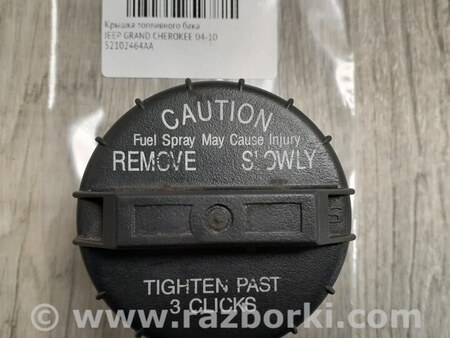 Крышка топливного бака
JEEP GRAND CHEROKEE 04-10
52102464AA
CAUTION
Fuel Spray May Cause Injury
REMOVE SLOWLY
TIGHTEN PAST
3 CLICKS
www.razborki.com